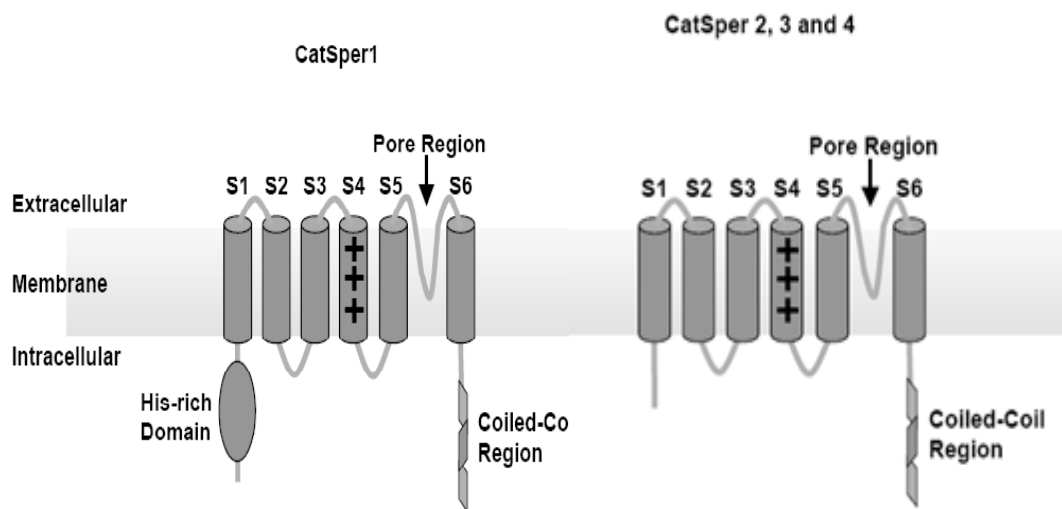 CatSper1
CatSper 2, 3 and 4
Pore Region
S1 S2 S3 S4 S5 S6
Extracellular
Membrane
Intracellular
+
+
+
His-rich
Domain
Coiled-Co
Region
Pore Region
S1 S2 S3 S4 S5 S6
+
+
+
Coiled-Coil
Region